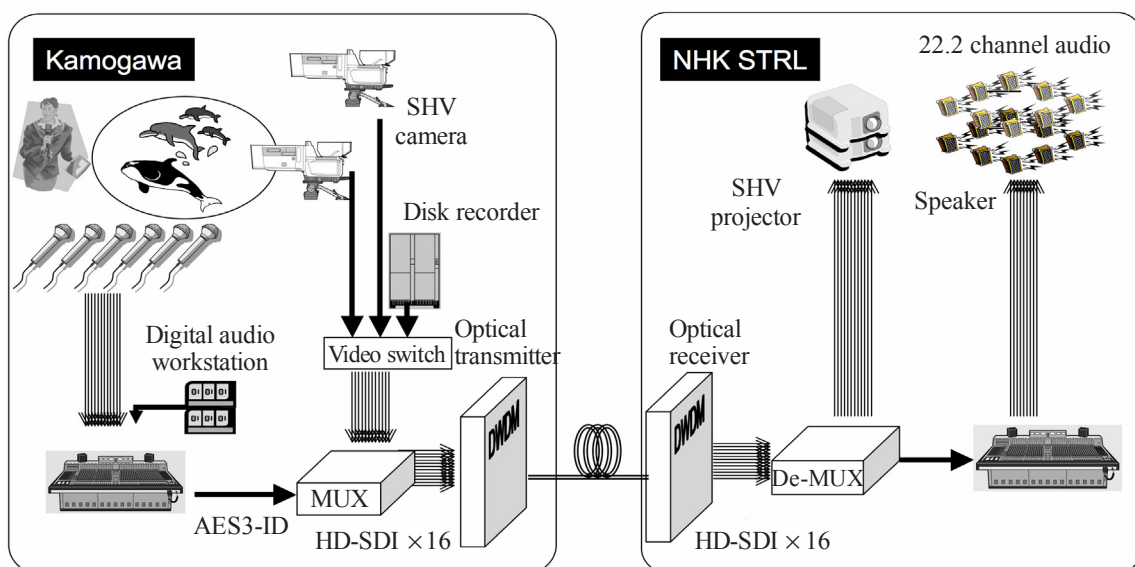 Kamogawa
SHV
camera
Disk recorder
Digital audio
workstation
Video switch
Optical
transmitter
DWDM
MUX
AES3-ID
HD-SDI × 16
NHK STRL
22.2 channel audio
SHV
projector
Speaker
Optical
receiver
DWDM
De-MUX
HD-SDI × 16